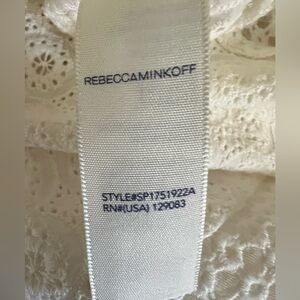 REBECCAMINKOFF
STYLE#SP1751922A
RN#(USA) 129083